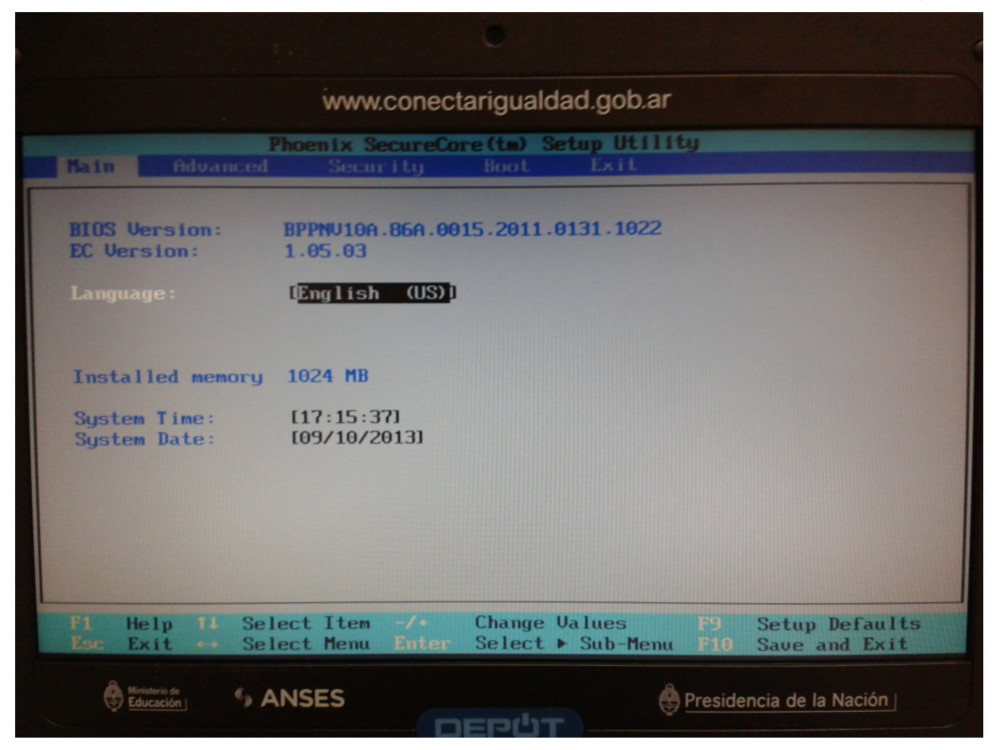 www.conectarigualdad.gob.ar
Phoenix SecureCore(tm) Setup Utility
Main Advanced Security Boot Exit
BIOS Version: BPPNV10A.86A.0015.2011.0131.1022
EC Version: 1.05.03
Language: [English (US)]
Installed memory 1024 MB
System Time: [17:15:37]
System Date: [09/10/2013]
F1 Help ↑↓ Select Item -/+ Change Values F9 Setup Defaults
Esc Exit ↔ Select Menu Enter Select ▶ Sub-Menu F10 Save and Exit
Ministerio de
Educación
ANSES
Presidencia de la Nación
DEPOT